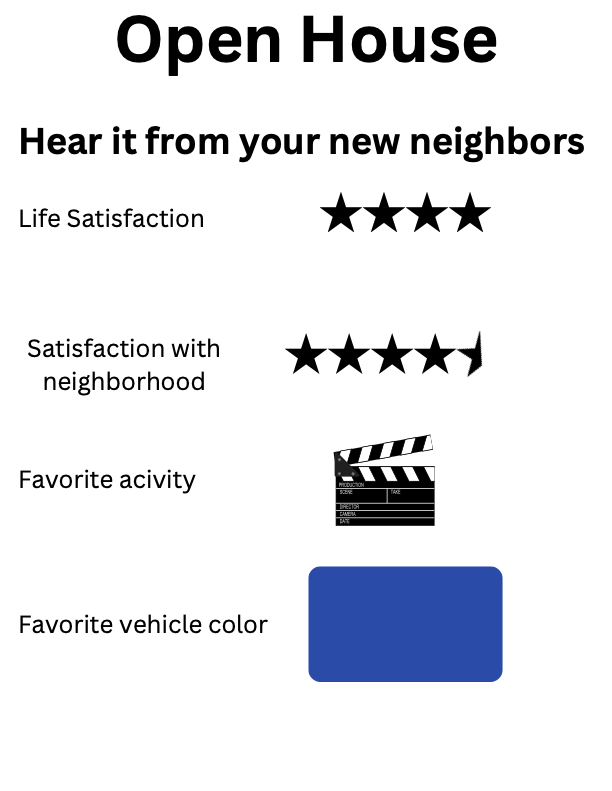 Open House
Hear it from your new neighbors
Life Satisfaction
Satisfaction with
neighborhood
Favorite acivity
PRODUCTION
SCENE TAKE
DIRECTOR
CAMERA
DATE
Favorite vehicle color